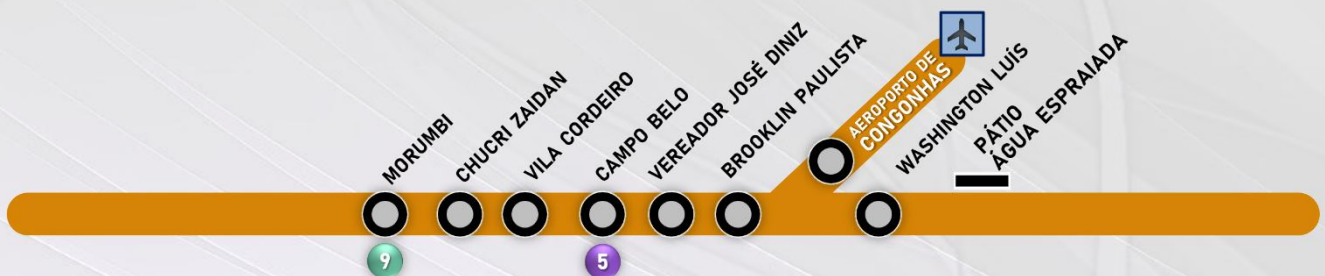 MORUMBI
CHUCRI ZAIDAN
VILA CORDEIRO
CAMPO BELO
VEREADOR JOSÉ DINIZ
BROOKLIN PAULISTA
AEROPORTO DE
CONGONHAS
WASHINGTON LUÍS
PÁTIO
ÁGUA ESPRAIADA
9
5